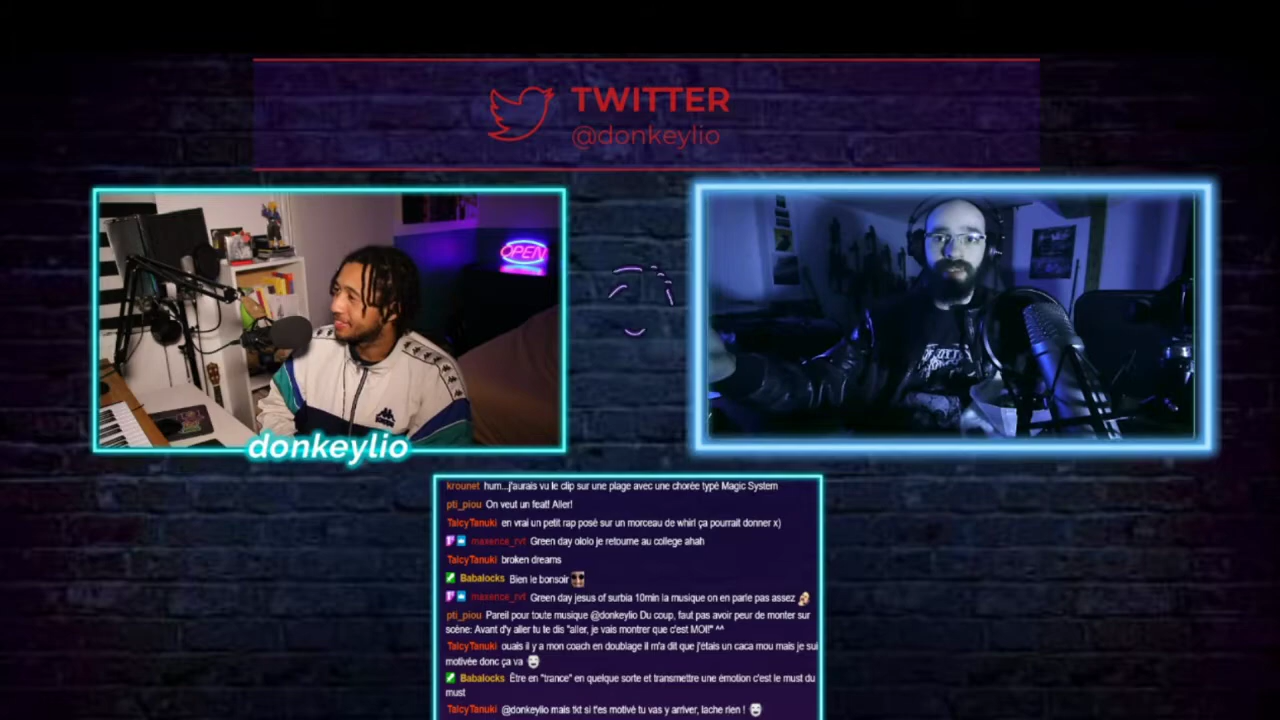 TWITTER
@donkeylio
OPEN
donkeylio
krounet hum...j'aurais vu le clip sur une plage avec une chorée typé Magic System
pti_piou On veut un feat! Aller!
TalcyTanuki en vrai un petit rap posé sur un morceau de whirl ça pourrait donner x)
maxence_rvt Green day ololo je retourne au college ahah
TalcyTanuki broken dreams
Babalocks Bien le bonsoir
maxence_rvt Green day jesus of surbia 10min la musique on en parle pas assez
pti_piou Pareil pour toute musique @donkeylio Du coup, faut pas avoir peur de monter sur
scène: Avant d'y aller tu te dis "aller, je vais montrer que c'est MOI!!" ^^
TalcyTanuki ouais il y a mon coach en doublage il m'a dit que j'étais un caca mou mais je sui
motivée donc ça va
Babalocks Être en "trance" en quelque sorte et transmettre une émotion c'est le must du
must
TalcyTanuki @donkeylio mais tkt si t'es motivé tu vas y arriver, lache rien !